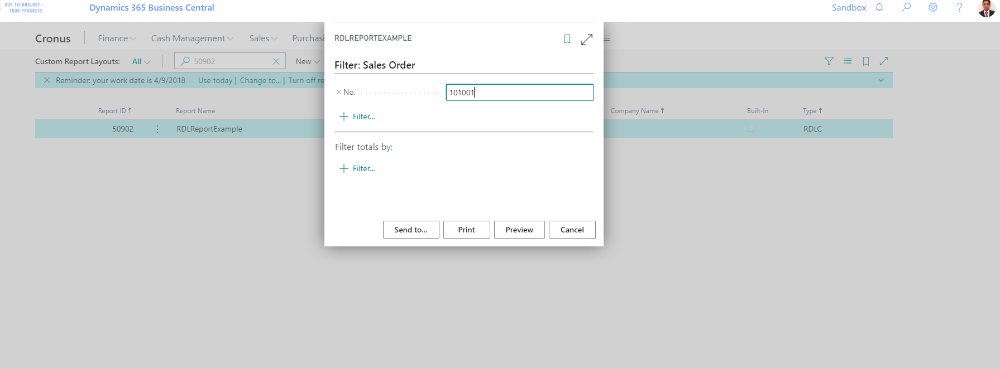 OUR TECHNOLOGY –
YOUR PROGRESS.
Dynamics 365 Business Central
Sandbox
Cronus
Finance
Cash Management
Sales
Purchasi
RDLREPORTEXAMPLE
Custom Report Layouts:
All
50902
New
Filter: Sales Order
Reminder: your work date is 4/9/2018
Use today | Change to... | Turn off re
No.
101001
Filter...
Report ID
Report Name
Company Name
Built-In
Type
50902
RDLReportExample
RDLC
Filter totals by:
Filter...
Send to...
Print
Preview
Cancel